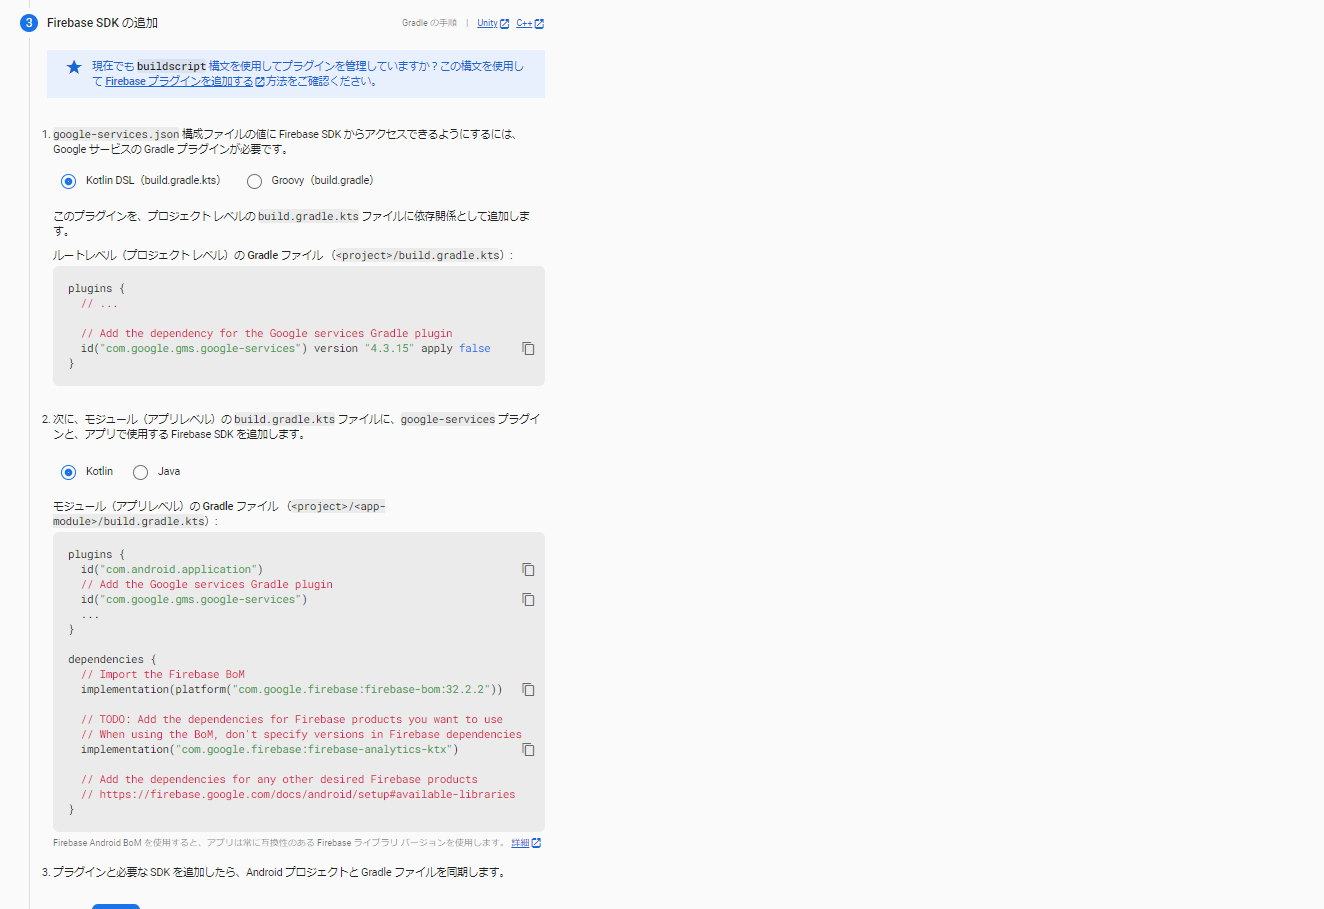 3 Firebase SDK の追加
Gradle の手順 | Unity C++
現在でも buildscript 構文を使用してプラグインを管理していますか？この構文を使用し
て Firebase プラグインを追加する 方法をご確認ください。
1. google-services.json 構成ファイルの値に Firebase SDK からアクセスできるようにするには、
Google サービスの Gradle プラグインが必要です。
Kotlin DSL（build.gradle.kts） Groovy（build.gradle）
このプラグインを、プロジェクト レベルの build.gradle.kts ファイルに依存関係として追加しま
す。
ルートレベル（プロジェクト レベル）の Gradle ファイル （<project>/build.gradle.kts）:
plugins {
// ...
// Add the dependency for the Google services Gradle plugin
id("com.google.gms.google-services") version "4.3.15" apply false
}
2. 次に、モジュール（アプリレベル）の build.gradle.kts ファイルに、google-services プラグイ
ンと、アプリで使用する Firebase SDK を追加します。
Kotlin Java
モジュール（アプリレベル）の Gradle ファイル （<project>/<app-
module>/build.gradle.kts）:
plugins {
id("com.android.application")
// Add the Google services Gradle plugin
id("com.google.gms.google-services")
...
}
dependencies {
// Import the Firebase BoM
implementation(platform("com.google.firebase:firebase-bom:32.2.2"))
// TODO: Add the dependencies for Firebase products you want to use
// When using the BoM, don't specify versions in Firebase dependencies
implementation("com.google.firebase:firebase-analytics-ktx")
// Add the dependencies for any other desired Firebase products
// https://firebase.google.com/docs/android/setup#available-libraries
}
Firebase Android BoM を使用すると、アプリは常に互換性のある Firebase ライブラリ バージョンを使用します。 詳細
3. プラグインと必要な SDK を追加したら、Android プロジェクトと Gradle ファイルを同期します。